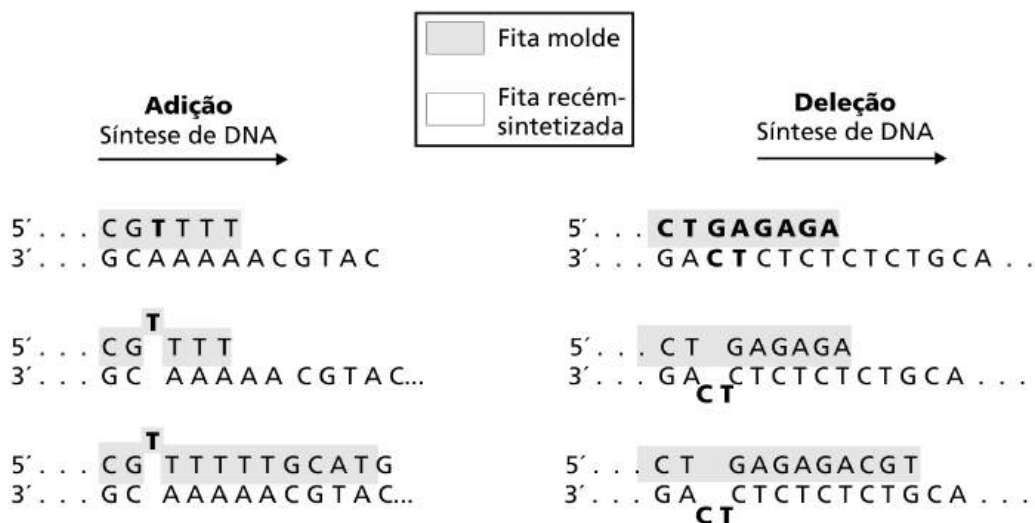 Fita molde
Fita recém-
sintetizada
Adição
Síntese de DNA
5´ . . . C G T T T T
3´ . . . G C A A A A A C G T A C
T
5´ . . . C G T T T
3´ . . . G C A A A A A C G T A C...
T
5´ . . . C G T T T T T G C A T G
3´ . . . G C A A A A A C G T A C...
Deleção
Síntese de DNA
5´ . . . C T G A G A G A
3´ . . . G A C T C T C T C T G C A . . .
5´ . . . C T G A G A G A
3´ . . . G A C T C T C T C T G C A . . .
C T
5´ . . . C T G A G A G A C G T
3´ . . . G A C T C T C T C T G C A . . .
C T